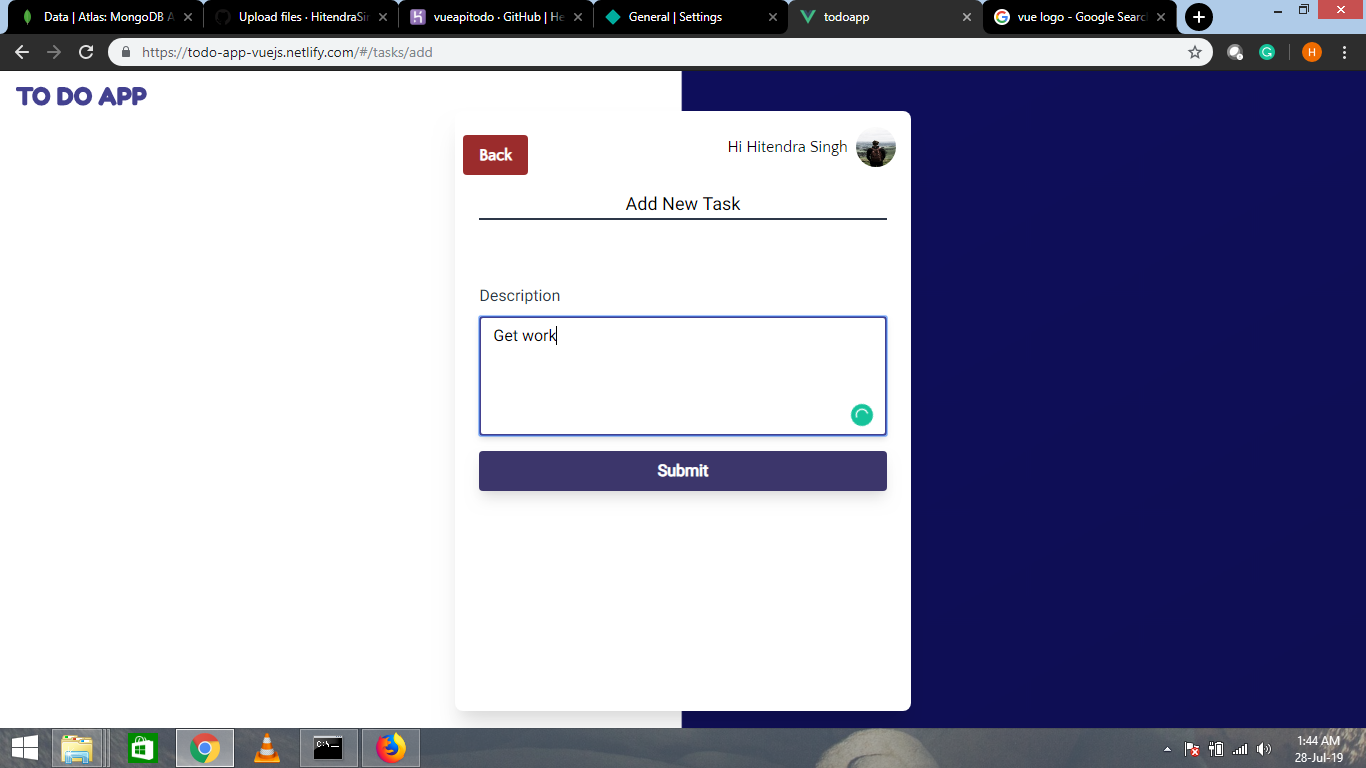 Data | Atlas: MongoDB A
Upload files · HitendraSin
vueapitodo · GitHub | He
General | Settings
todoapp
vue logo - Google Search
https://todo-app-vuejs.netlify.com/#/tasks/add
H
TO DO APP
Back
Hi Hitendra Singh
Add New Task
Description
Get work
Submit
1:44 AM
28-Jul-19